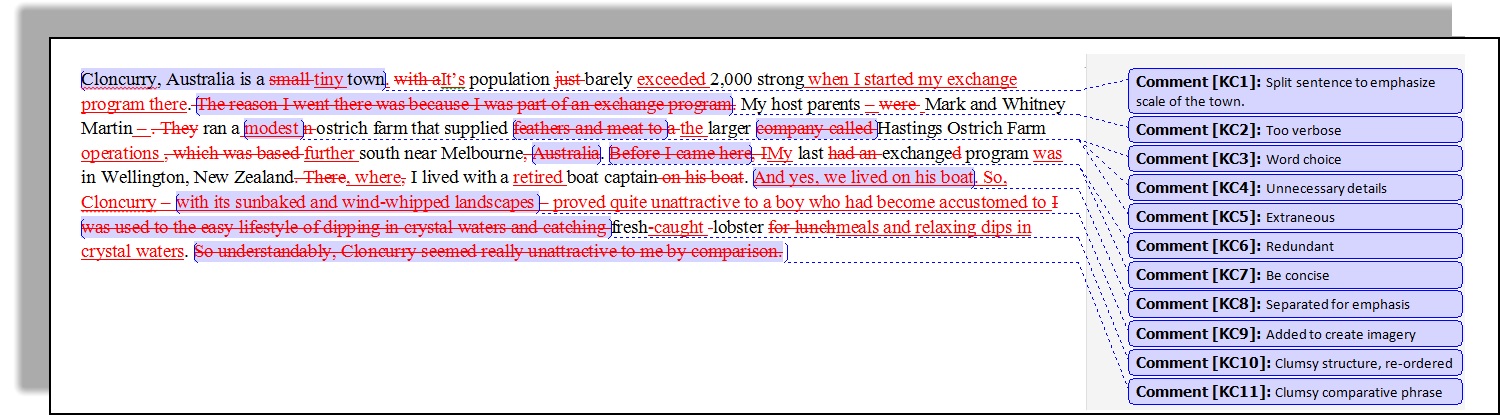 Cloncurry, Australia is a small tiny town. with aIt's population just barely exceeded 2,000 strong when I started my exchange
program there. The reason I went there was because I was part of an exchange program. My host parents – were Mark and Whitney
Martin – . They ran a modest n ostrich farm that supplied feathers and meat to a the larger company called Hastings Ostrich Farm
operations , which was based further south near Melbourne, Australia. Before I came here, IMy last had an exchanged program was
in Wellington, New Zealand. There, where, I lived with a retired boat captain on his boat. And yes, we lived on his boat. So,
Cloncurry – with its sunbaked and wind-whipped landscapes – proved quite unattractive to a boy who had become accustomed to I
was used to the easy lifestyle of dipping in crystal waters and catching fresh-caught -lobster for lunchmeals and relaxing dips in
crystal waters. So understandably, Cloncurry seemed really unattractive to me by comparison.
Comment [KC1]: Split sentence to emphasize
scale of the town.
Comment [KC2]: Too verbose
Comment [KC3]: Word choice
Comment [KC4]: Unnecessary details
Comment [KC5]: Extraneous
Comment [KC6]: Redundant
Comment [KC7]: Be concise
Comment [KC8]: Separated for emphasis
Comment [KC9]: Added to create imagery
Comment [KC10]: Clumsy structure, re-ordered
Comment [KC11]: Clumsy comparative phrase